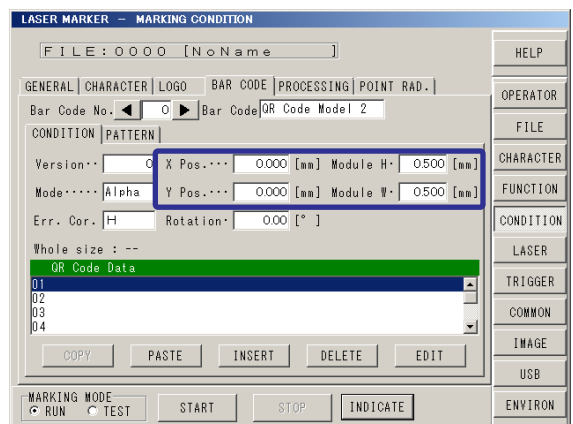 LASER MARKER − MARKING CONDITION
FILE:0000 [NoName ]
HELP
GENERAL CHARACTER LOGO BAR CODE PROCESSING POINT RAD.
OPERATOR
Bar Code No. 0 Bar Code QR Code Model 2
FILE
CONDITION PATTERN
CHARACTER
Version·· 0 X Pos.··· 0.000 [mm] Module H· 0.500 [mm]
FUNCTION
Mode····· Alpha Y Pos.··· 0.000 [mm] Module W· 0.500 [mm]
CONDITION
Err. Cor. H Rotation· 0.00 [° ]
LASER
Whole size : --
QR Code Data
TRIGGER
01
02
COMMON
03
04
IMAGE
COPY PASTE INSERT DELETE EDIT
USB
MARKING MODE
RUN TEST START STOP INDICATE
ENVIRON